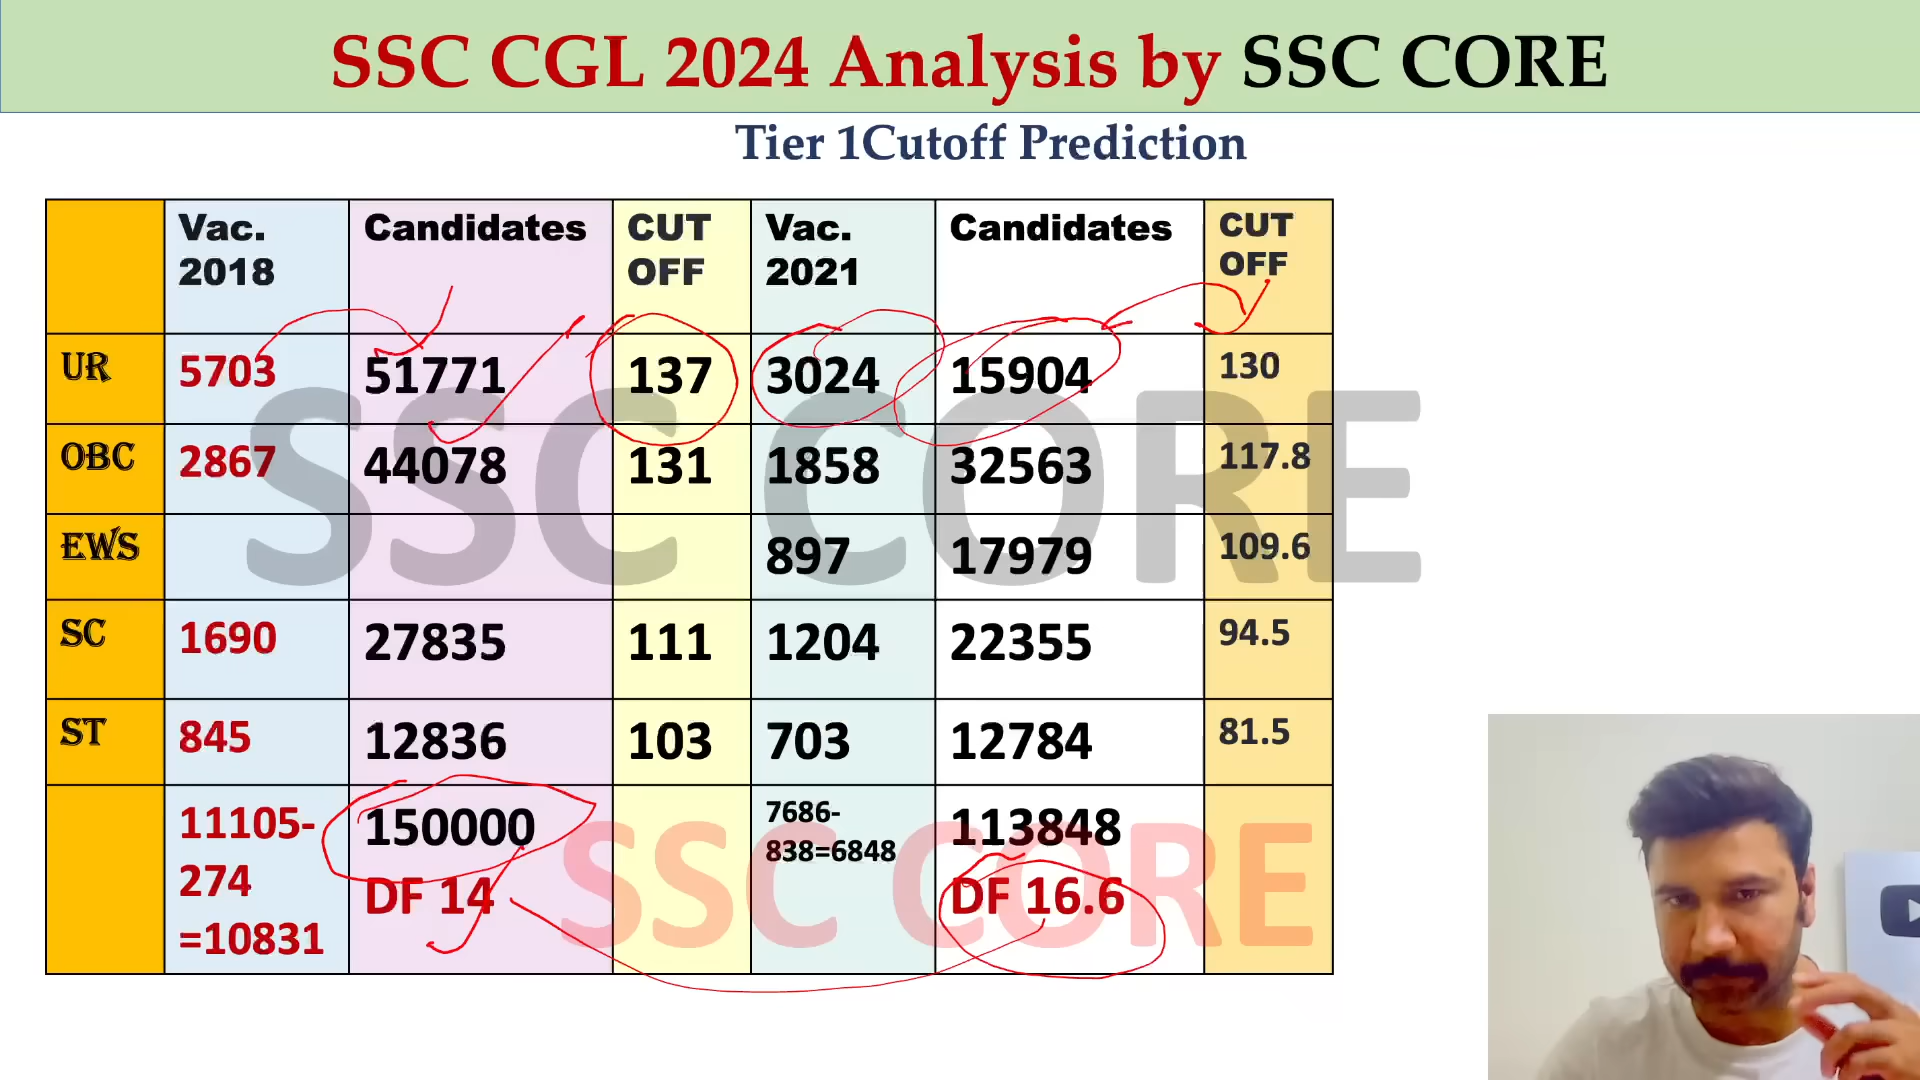 SSC CGL 2024 Analysis by SSC CORE
Tier 1Cutoff Prediction
Vac. 2018 Candidates CUT OFF Vac. 2021 Candidates CUT OFF
UR 5703 51771 137 3024 15904 130
OBC 2867 44078 131 1858 32563 117.8
EWS 897 17979 109.6
SC 1690 27835 111 1204 22355 94.5
ST 845 12836 103 703 12784 81.5
11105- 150000 7686- 113848
274 DF 14 838=6848 DF 16.6
=10831
SSC CORE
SSC CORE